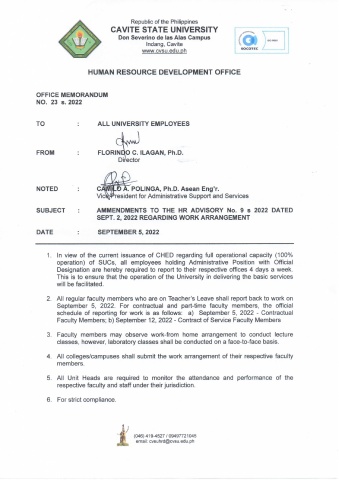 Republic of the Philippines
CAVITE STATE UNIVERSITY
Don Severino de las Alas Campus
Indang, Cavite
www.cvsu.edu.ph
HUMAN RESOURCE DEVELOPMENT OFFICE
OFFICE MEMORANDUM
NO. 23 s. 2022
TO : ALL UNIVERSITY EMPLOYEES
FROM : FLORINDO C. ILAGAN, Ph.D.
Director
NOTED : CAMILO A. POLINGA, Ph.D. Asean Eng'r.
Vice President for Administrative Support and Services
SUBJECT : AMMENDMENTS TO THE HR ADVISORY No. 9 s 2022 DATED
SEPT. 2, 2022 REGARDING WORK ARRANGEMENT
DATE : SEPTEMBER 5, 2022
1. In view of the current issuance of CHED regarding full operational capacity (100%
operation) of SUCs, all employees holding Administrative Position with Official
Designation are hereby required to report to their respective offices 4 days a week.
This is to ensure that the operation of the University in delivering the basic services
will be facilitated.
2. All regular faculty members who are on Teacher's Leave shall report back to work on
September 5, 2022. For contractual and part-time faculty members, the official
schedule of reporting for work is as follows: a) September 5, 2022 - Contractual
Faculty Members; b) September 12, 2022 - Contract of Service Faculty Members
3. Faculty members may observe work-from home arrangement to conduct lecture
classes, however, laboratory classes shall be conducted on a face-to-face basis.
4. All colleges/campuses shall submit the work arrangement of their respective faculty
members.
5. All Unit Heads are required to monitor the attendance and performance of the
respective faculty and staff under their jurisdiction.
6. For strict compliance.
(046) 419-4527 / 09497721045
email: cvsuhrd@cvsu.edu.ph